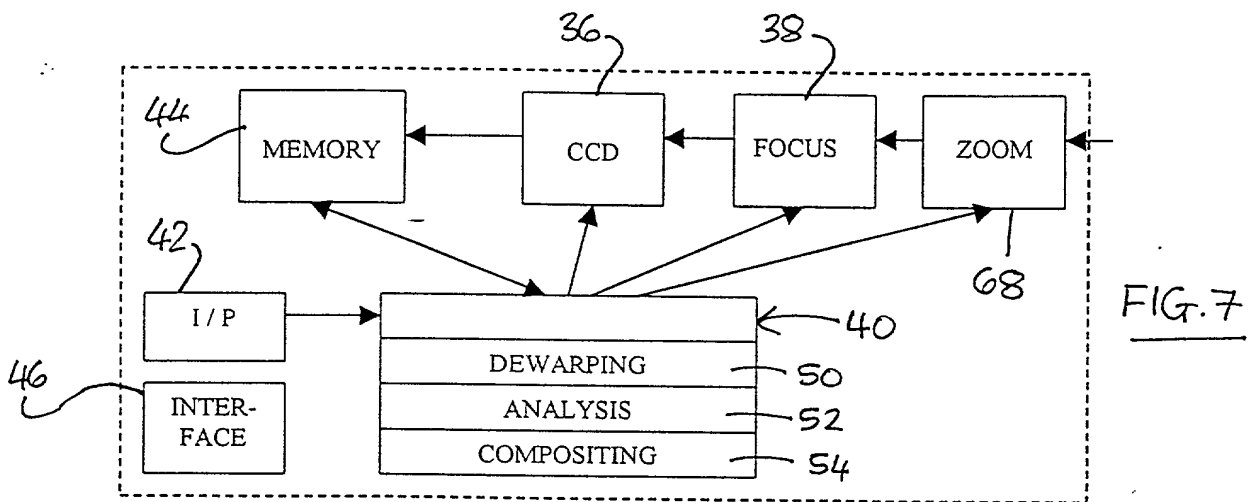 36
38
44
MEMORY
CCD
FOCUS
ZOOM
42
68
I / P
40
FIG. 7
DEWARPING
50
46
INTER-
FACE
ANALYSIS
52
COMPOSITING
54